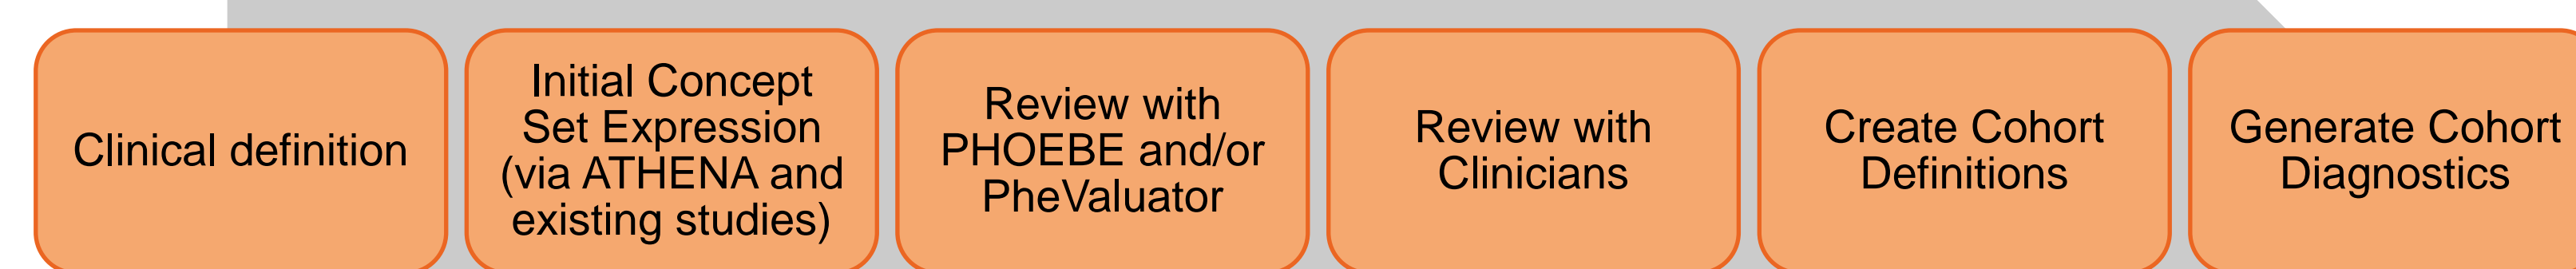 Clinical definition
Initial Concept
Set Expression
(via ATHENA and
existing studies)
Review with
PHOEBE and/or
PheValuator
Review with
Clinicians
Create Cohort
Definitions
Generate Cohort
Diagnostics